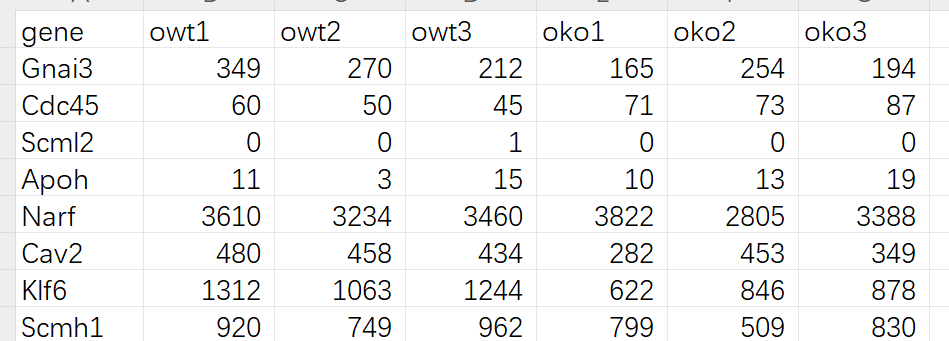 gene owt1 owt2 owt3 oko1 oko2 oko3
Gnai3 349 270 212 165 254 194
Cdc45 60 50 45 71 73 87
Scml2 0 0 1 0 0 0
Apoh 11 3 15 10 13 19
Narf 3610 3234 3460 3822 2805 3388
Cav2 480 458 434 282 453 349
Klf6 1312 1063 1244 622 846 878
Scmh1 920 749 962 799 509 830